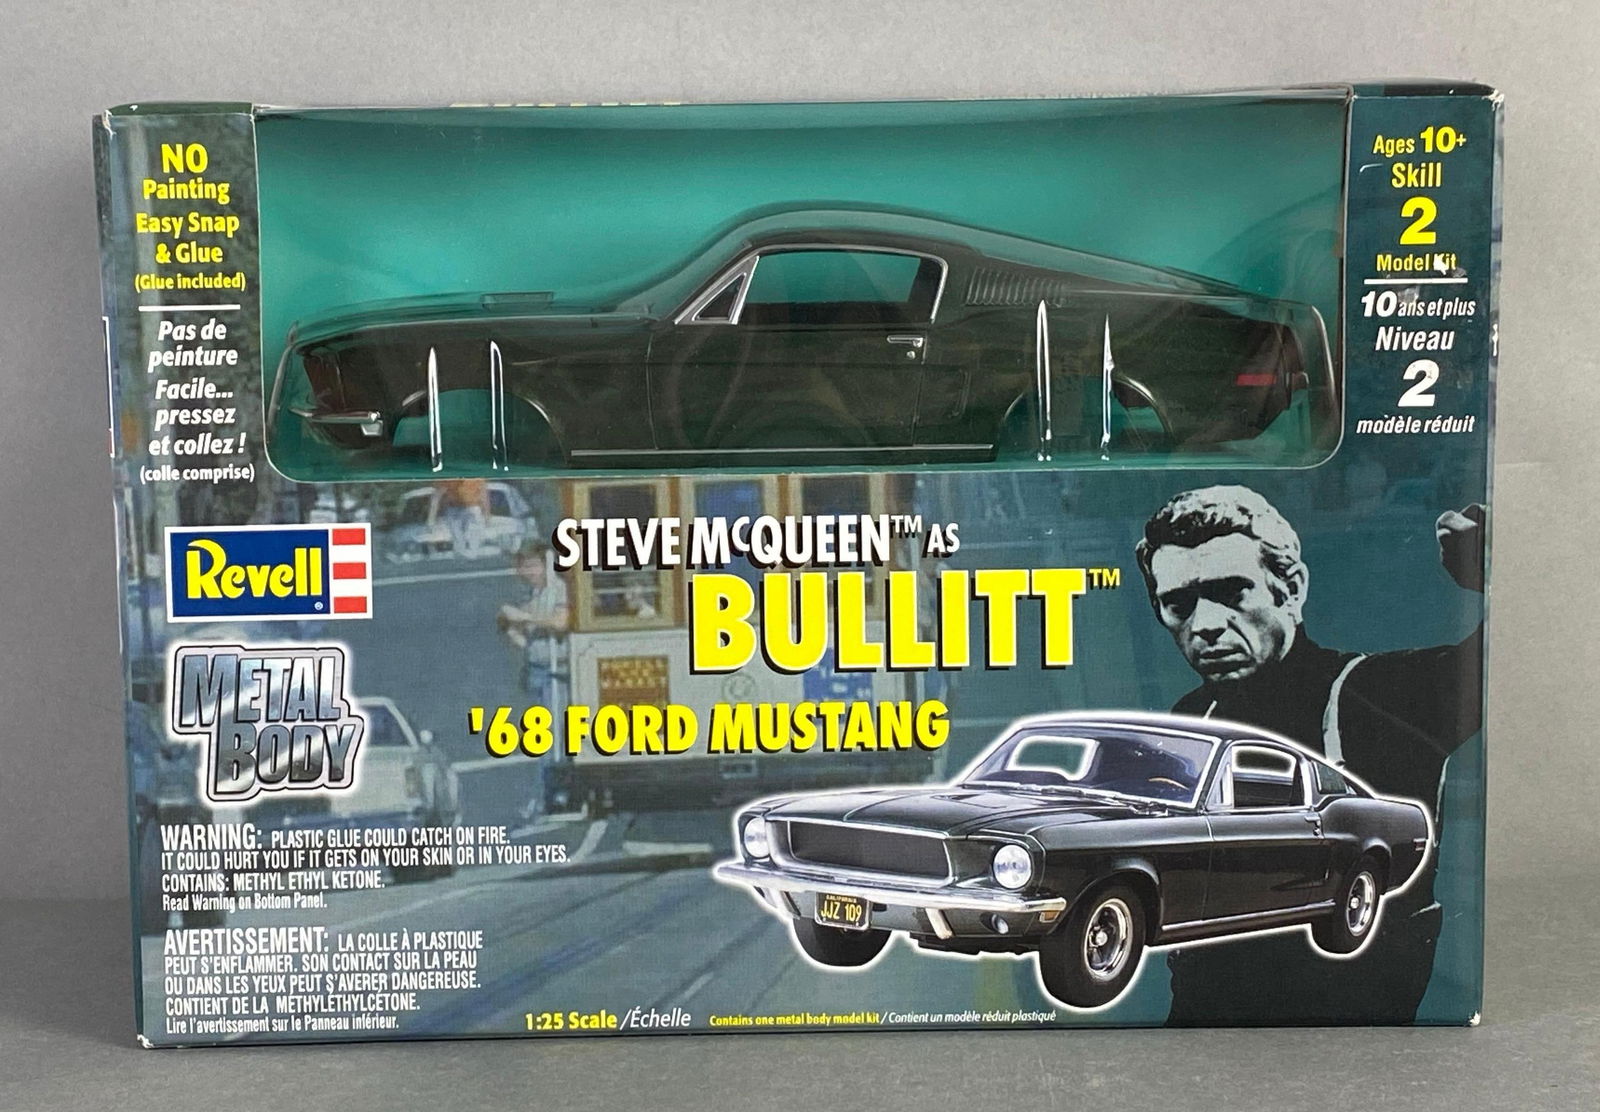 NO
Painting
Easy Snap
& Glue
(Glue included)
Pas de
peinture
Facile...
pressez
et collez !
(colle comprise)
Ages 10+
Skill
2
Model Kit
10 ans et plus
Niveau
2
modèle réduit
Revell®
METAL
BODY
STEVE McQUEEN™ AS
BULLITT™
'68 FORD MUSTANG
JJZ 109
WARNING: PLASTIC GLUE COULD CATCH ON FIRE.
IT COULD HURT YOU IF IT GETS ON YOUR SKIN OR IN YOUR EYES.
CONTAINS: METHYL ETHYL KETONE.
Read Warning on Bottom Panel.
AVERTISSEMENT: LA COLLE À PLASTIQUE
PEUT S'ENFLAMMER. SON CONTACT SUR LA PEAU
OU DANS LES YEUX PEUT S'AVERER DANGEREUSE.
CONTIENT DE LA MÉTHYLÉTHYLCÉTONE.
Lire l'avertissement sur le Panneau inférieur.
1:25 Scale/Échelle
Contains one metal body model kit/Contient un modèle réduit plastiqué